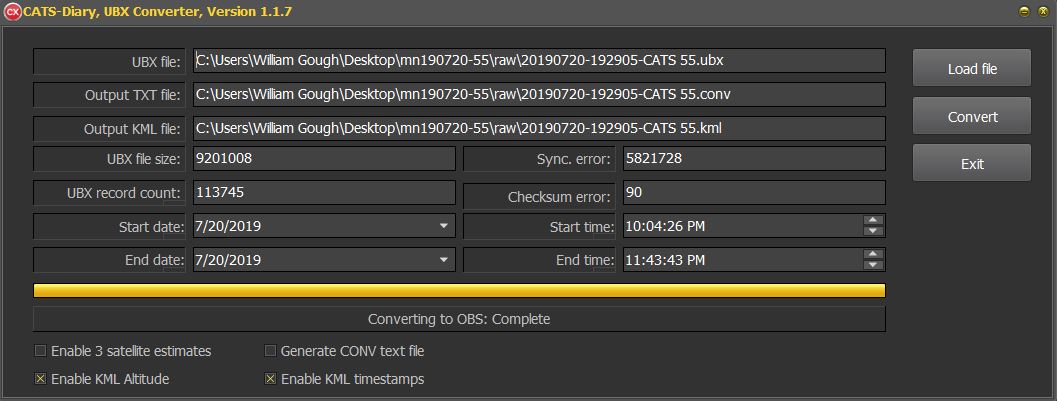 CX CATS-Diary, UBX Converter, Version 1.1.7
UBX file: C:\Users\William Gough\Desktop\mn190720-55\raw\20190720-192905-CATS 55.ubx
Load file
Output TXT file: C:\Users\William Gough\Desktop\mn190720-55\raw\20190720-192905-CATS 55.conv
Convert
Output KML file: C:\Users\William Gough\Desktop\mn190720-55\raw\20190720-192905-CATS 55.kml
UBX file size: 9201008 Sync. error: 5821728
Exit
UBX record count: 113745 Checksum error: 90
Start date: 7/20/2019 Start time: 10:04:26 PM
End date: 7/20/2019 End time: 11:43:43 PM
Converting to OBS: Complete
Enable 3 satellite estimates Generate CONV text file
Enable KML Altitude Enable KML timestamps